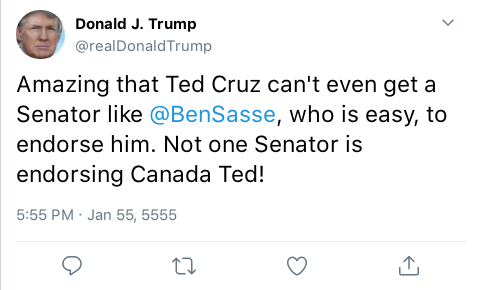 Donald J. Trump
@realDonaldTrump
Amazing that Ted Cruz can't even get a
Senator like @BenSasse, who is easy, to
endorse him. Not one Senator is
endorsing Canada Ted!
5:55 PM · Jan 55, 5555